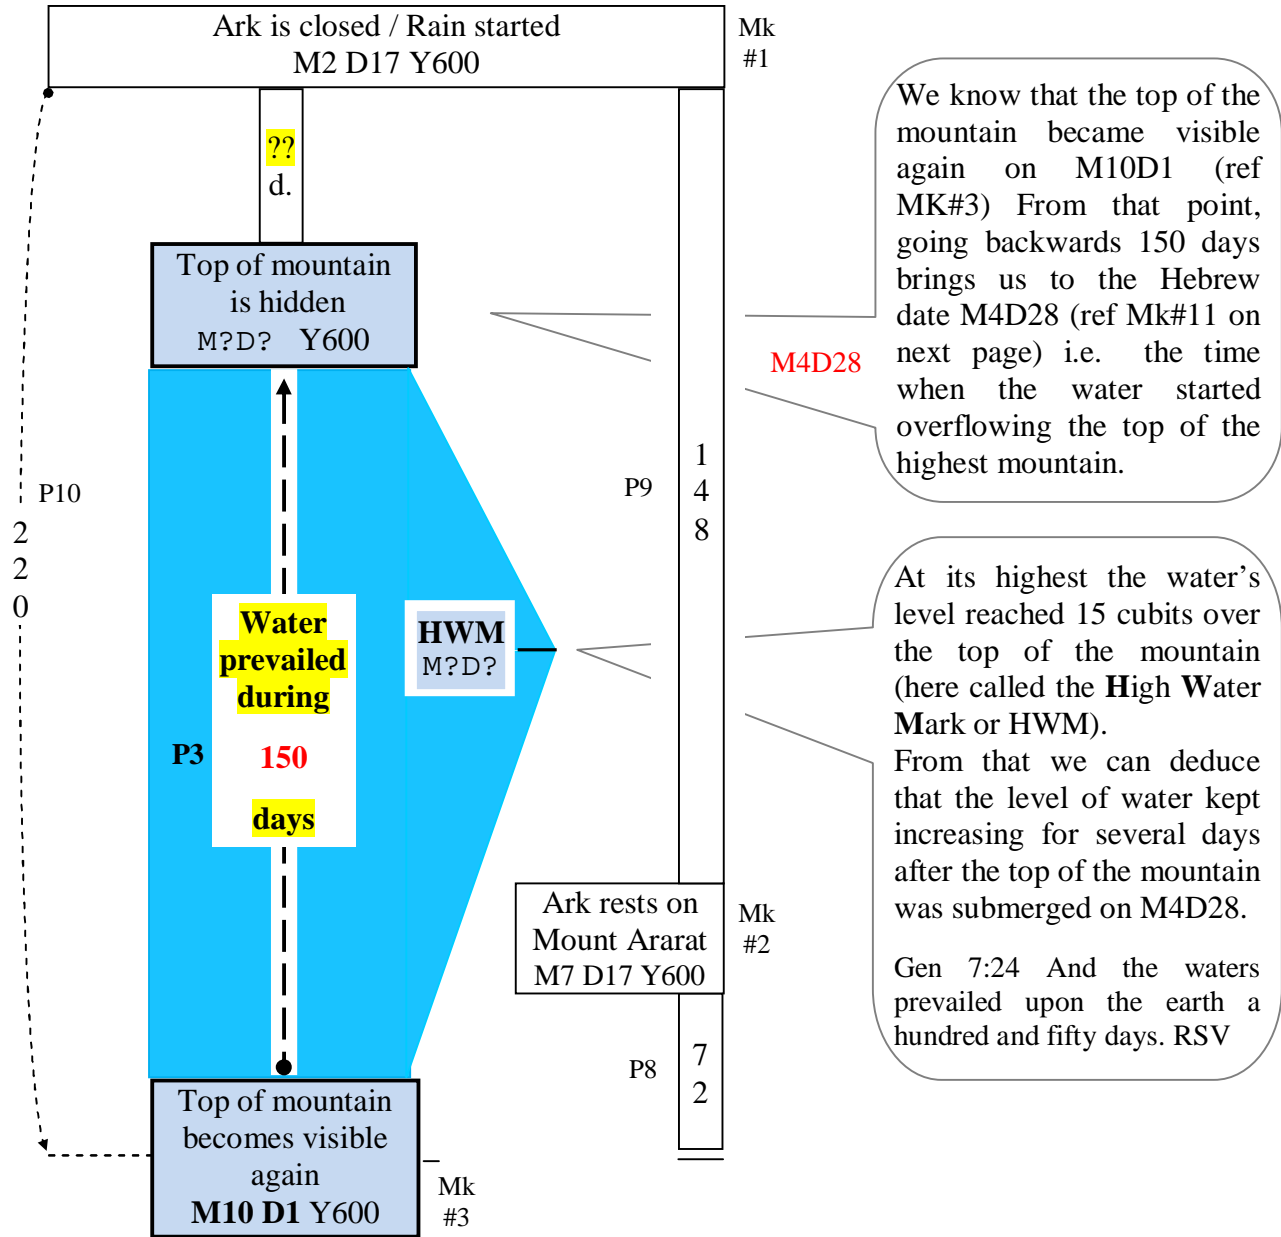 Ark is closed / Rain started
M2 D17 Y600
Mk
#1
??
d.
Top of mountain
is hidden
M?D? Y600
M4D28
We know that the top of the
mountain became visible
again on M10D1 (ref
MK#3) From that point,
going backwards 150 days
brings us to the Hebrew
date M4D28 (ref Mk#11 on
next page) i.e. the time
when the water started
overflowing the top of the
highest mountain.
P10
2
2
0
P9
1
4
8
Water
prevailed
during
150
days
P3
HWM
M?D?
At its highest the water's
level reached 15 cubits over
the top of the mountain
(here called the High Water
Mark or HWM).
From that we can deduce
that the level of water kept
increasing for several days
after the top of the mountain
was submerged on M4D28.
Gen 7:24 And the waters
prevailed upon the earth a
hundred and fifty days. RSV
Ark rests on
Mount Ararat
M7 D17 Y600
Mk
#2
P8
7
2
Top of mountain
becomes visible
again
M10 D1 Y600
Mk
#3